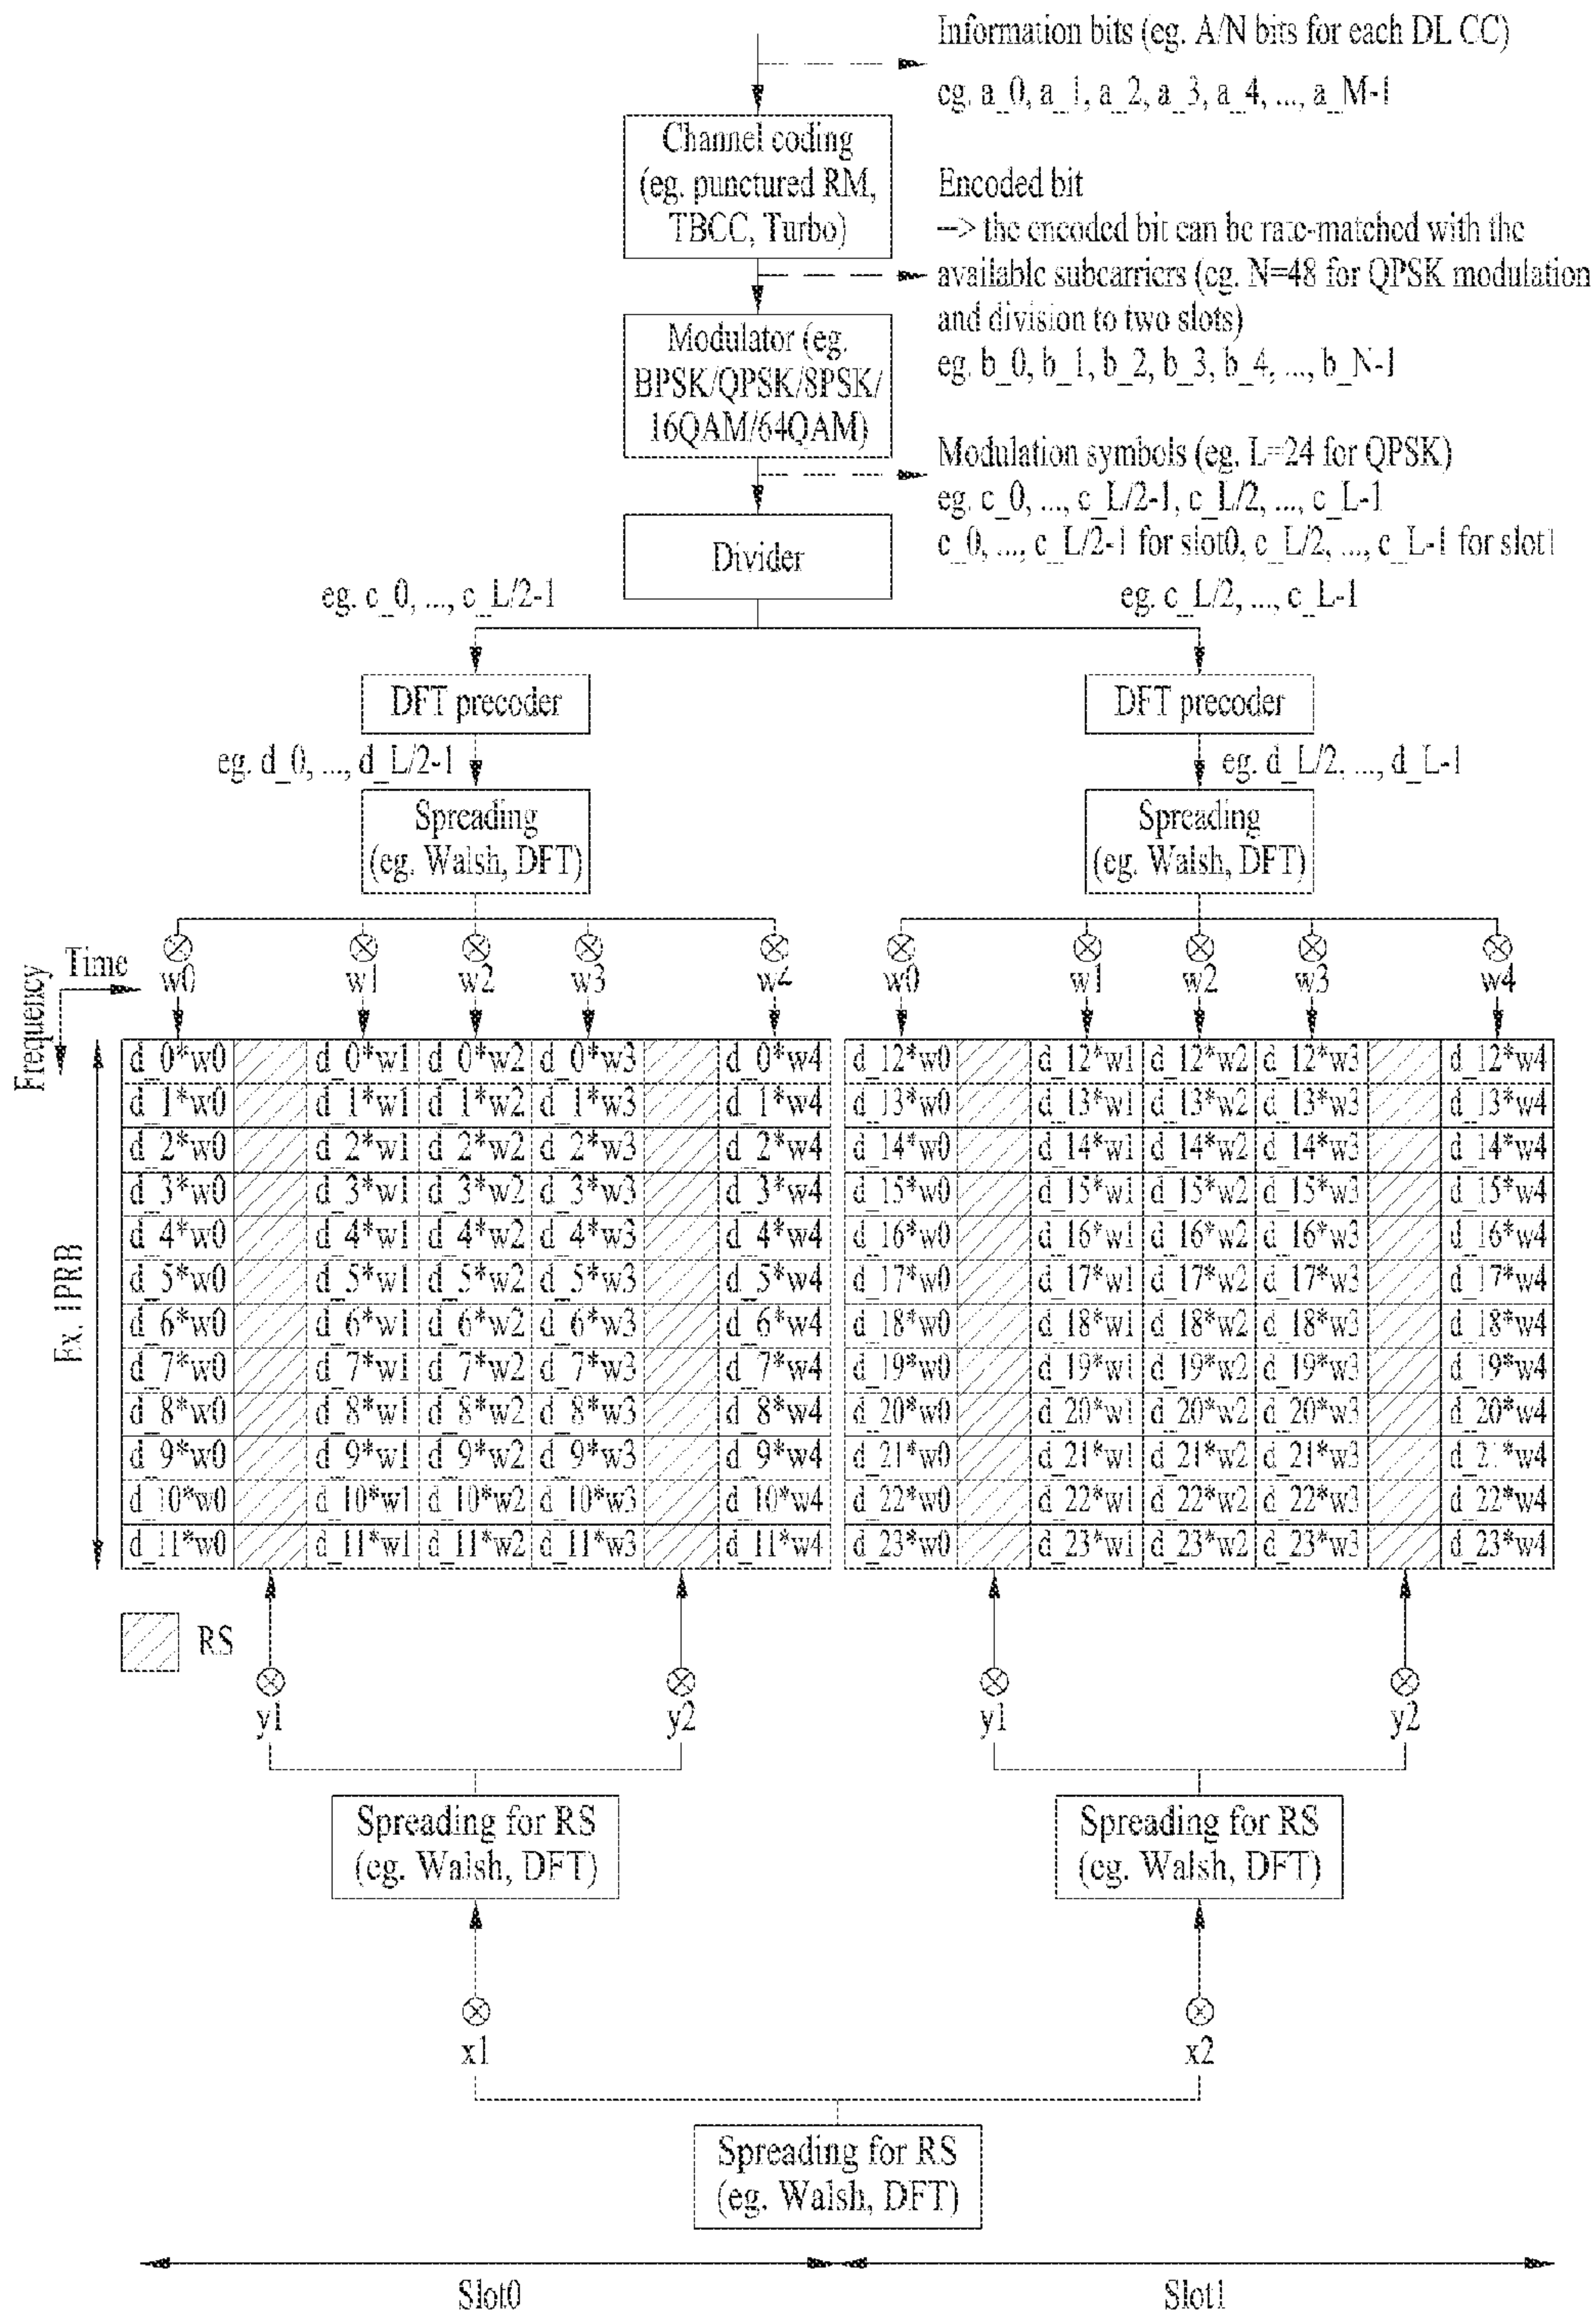 Information bits (eg. A/N bits for each DL CC)
eg. a_0, a_1, a_2, a_3, a_4, ..., a_M-1
Channel coding
(eg. punctured RM,
TBCC, Turbo)
Encoded bit
--> the encoded bit can be rate-matched with the
available subcarriers (eg. N=48 for QPSK modulation
and division to two slots)
eg. b_0, b_1, b_2, b_3, b_4, ..., b_N-1
Modulator (eg.
BPSK/QPSK/8PSK/
16QAM/64QAM)
Modulation symbols (eg. L=24 for QPSK)
eg. c_0, ..., c_L/2-1, c_L/2, ..., c_L-1
c_0, ..., c_L/2-1 for slot0, c_L/2, ..., c_L-1 for slot1
Divider
eg. c_0, ..., c_L/2-1 eg. c_L/2, ..., c_L-1
DFT precoder DFT precoder
eg. d_0, ..., d_L/2-1 eg. d_L/2, ..., d_L-1
Spreading Spreading
(eg. Walsh, DFT) (eg. Walsh, DFT)
Time
Frequency
w0 w1 w2 w3 w4 w0 w1 w2 w3 w4
Ex. 1PRB
d_0*w0 d_0*w1 d_0*w2 d_0*w3 d_0*w4 d_12*w0 d_12*w1 d_12*w2 d_12*w3 d_12*w4
d_1*w0 d_1*w1 d_1*w2 d_1*w3 d_1*w4 d_13*w0 d_13*w1 d_13*w2 d_13*w3 d_13*w4
d_2*w0 d_2*w1 d_2*w2 d_2*w3 d_2*w4 d_14*w0 d_14*w1 d_14*w2 d_14*w3 d_14*w4
d_3*w0 d_3*w1 d_3*w2 d_3*w3 d_3*w4 d_15*w0 d_15*w1 d_15*w2 d_15*w3 d_15*w4
d_4*w0 d_4*w1 d_4*w2 d_4*w3 d_4*w4 d_16*w0 d_16*w1 d_16*w2 d_16*w3 d_16*w4
d_5*w0 d_5*w1 d_5*w2 d_5*w3 d_5*w4 d_17*w0 d_17*w1 d_17*w2 d_17*w3 d_17*w4
d_6*w0 d_6*w1 d_6*w2 d_6*w3 d_6*w4 d_18*w0 d_18*w1 d_18*w2 d_18*w3 d_18*w4
d_7*w0 d_7*w1 d_7*w2 d_7*w3 d_7*w4 d_19*w0 d_19*w1 d_19*w2 d_19*w3 d_19*w4
d_8*w0 d_8*w1 d_8*w2 d_8*w3 d_8*w4 d_20*w0 d_20*w1 d_20*w2 d_20*w3 d_20*w4
d_9*w0 d_9*w1 d_9*w2 d_9*w3 d_9*w4 d_21*w0 d_21*w1 d_21*w2 d_21*w3 d_21*w4
d_10*w0 d_10*w1 d_10*w2 d_10*w3 d_10*w4 d_22*w0 d_22*w1 d_22*w2 d_22*w3 d_22*w4
d_11*w0 d_11*w1 d_11*w2 d_11*w3 d_11*w4 d_23*w0 d_23*w1 d_23*w2 d_23*w3 d_23*w4
RS
y1 y2 y1 y2
Spreading for RS Spreading for RS
(eg. Walsh, DFT) (eg. Walsh, DFT)
x1 x2
Spreading for RS
(eg. Walsh, DFT)
Slot0 Slot1